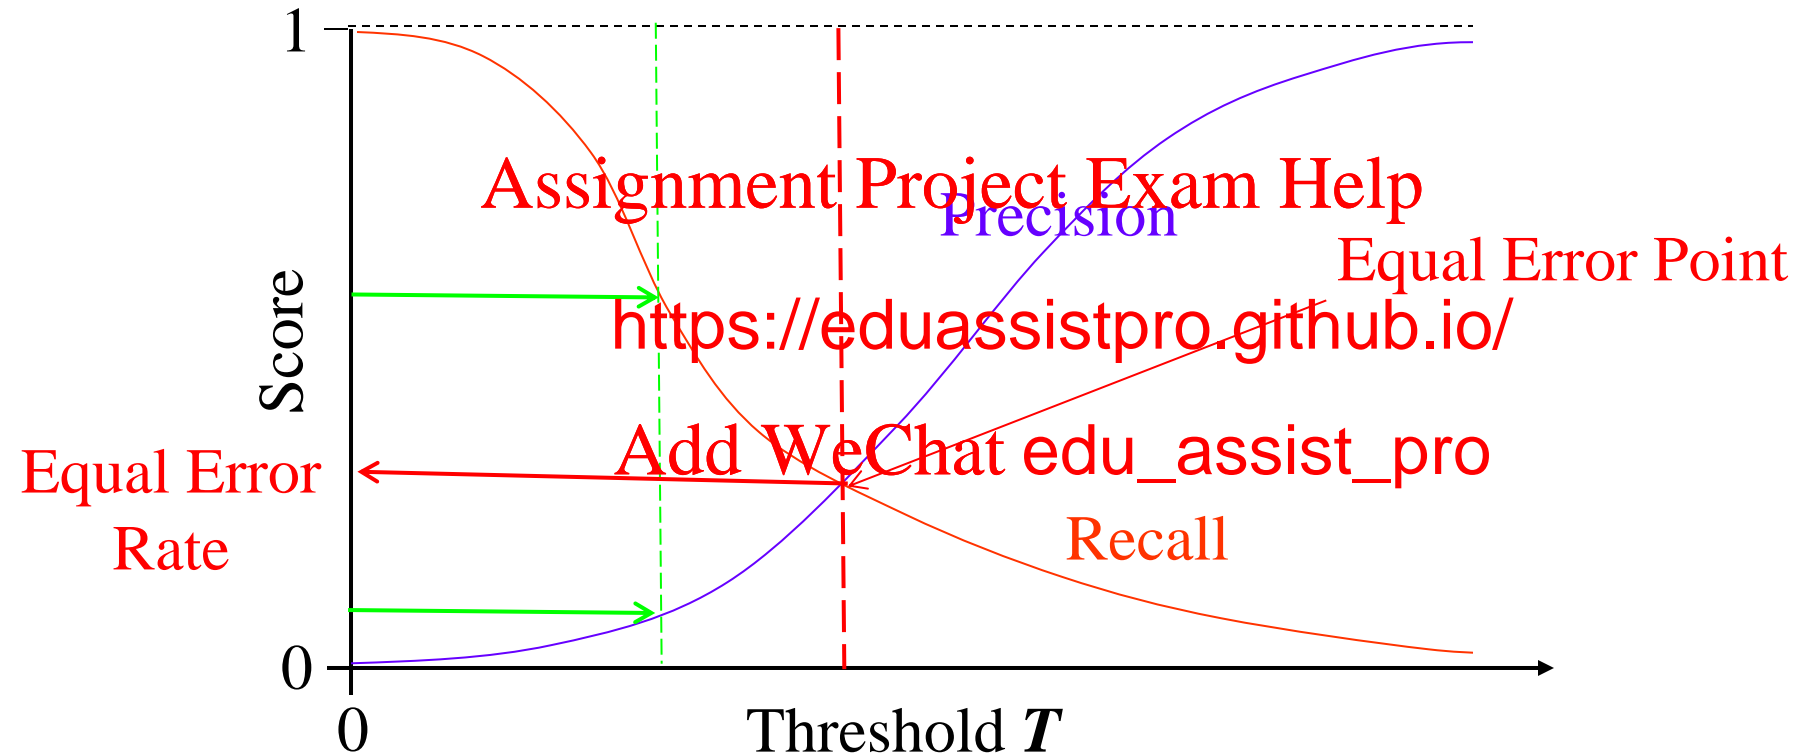 1
Assignment Project Exam Help
Precision
Equal Error Point
Score
https://eduassistpro.github.io/
Add WeChat edu_assist_pro
Equal Error
Rate
Recall
0
0
Threshold T